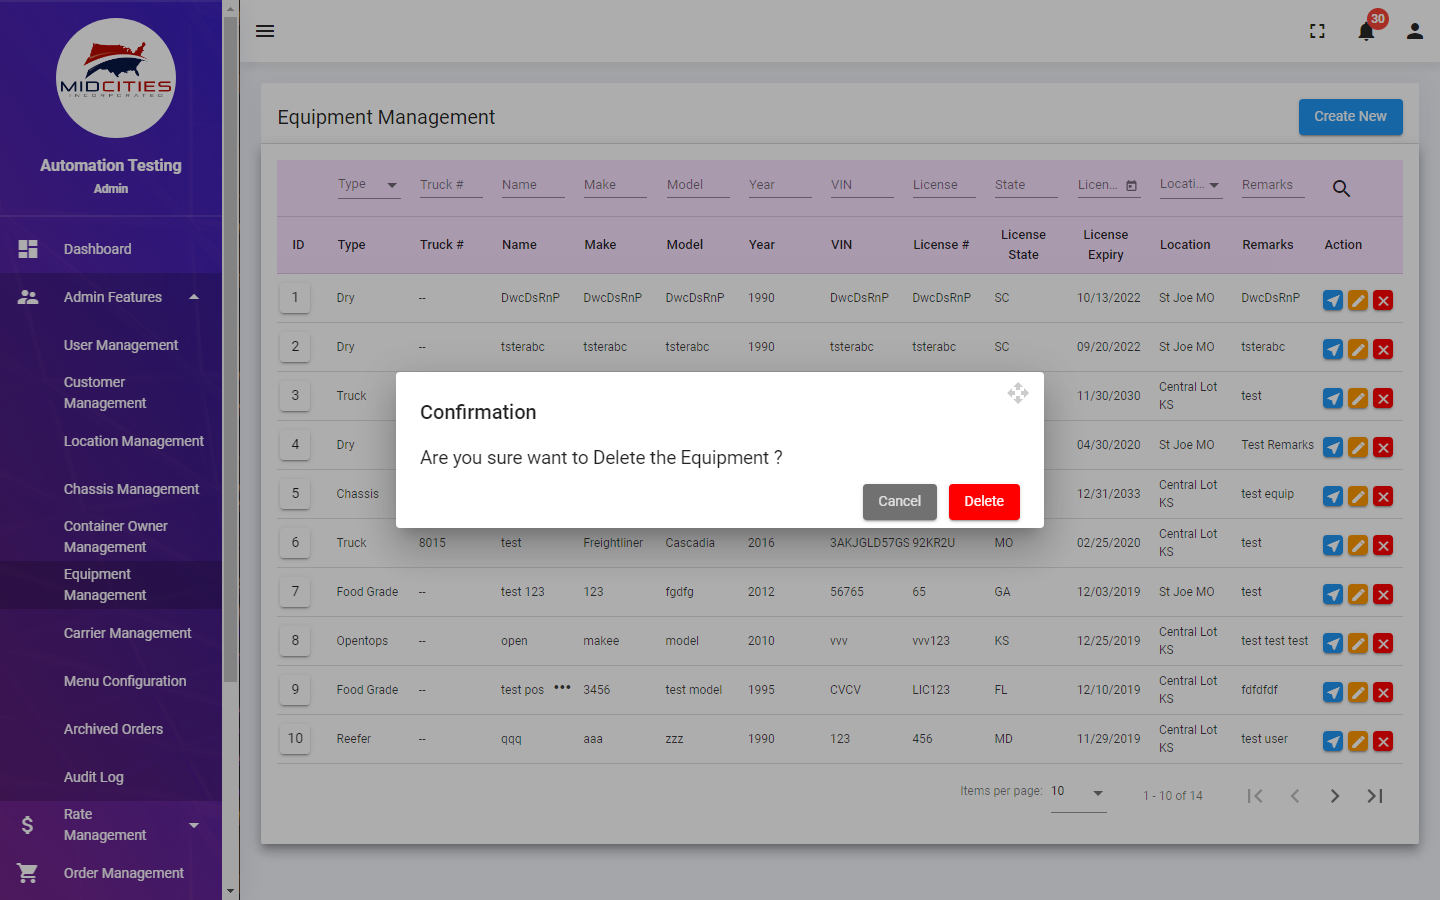 MIDCITIES
INCORPORATED
Automation Testing
Admin
Dashboard
Admin Features
User Management
Customer
Management
Location Management
Chassis Management
Container Owner
Management
Equipment
Management
Carrier Management
Menu Configuration
Archived Orders
Audit Log
Rate
Management
Order Management
30
Equipment Management
Create New
Type Truck # Name Make Model Year VIN License State Licen... Locati... Remarks
ID Type Truck # Name Make Model Year VIN License # License State License Expiry Location Remarks Action
1 Dry -- DwcDsRnP DwcDsRnP DwcDsRnP 1990 DwcDsRnP DwcDsRnP SC 10/13/2022 St Joe MO DwcDsRnP
2 Dry -- tsterabc tsterabc tsterabc 1990 tsterabc tsterabc SC 09/20/2022 St Joe MO tsterabc
3 Truck 11/30/2030 Central Lot KS test
4 Dry 04/30/2020 St Joe MO Test Remarks
5 Chassis 12/31/2033 Central Lot KS test equip
6 Truck 8015 test Freightliner Cascadia 2016 3AKJGLD57GS 92KR2U MO 02/25/2020 Central Lot KS test
7 Food Grade -- test 123 123 fgdfg 2012 56765 65 GA 12/03/2019 St Joe MO test
8 Opentops -- open makee model 2010 vvv vvv123 KS 12/25/2019 Central Lot KS test test test
9 Food Grade -- test pos ••• 3456 test model 1995 CVCV LIC123 FL 12/10/2019 Central Lot KS fdfdfdf
10 Reefer -- qqq aaa zzz 1990 123 456 MD 11/29/2019 Central Lot KS test user
Items per page: 10 1 - 10 of 14
Confirmation
Are you sure want to Delete the Equipment ?
Cancel Delete